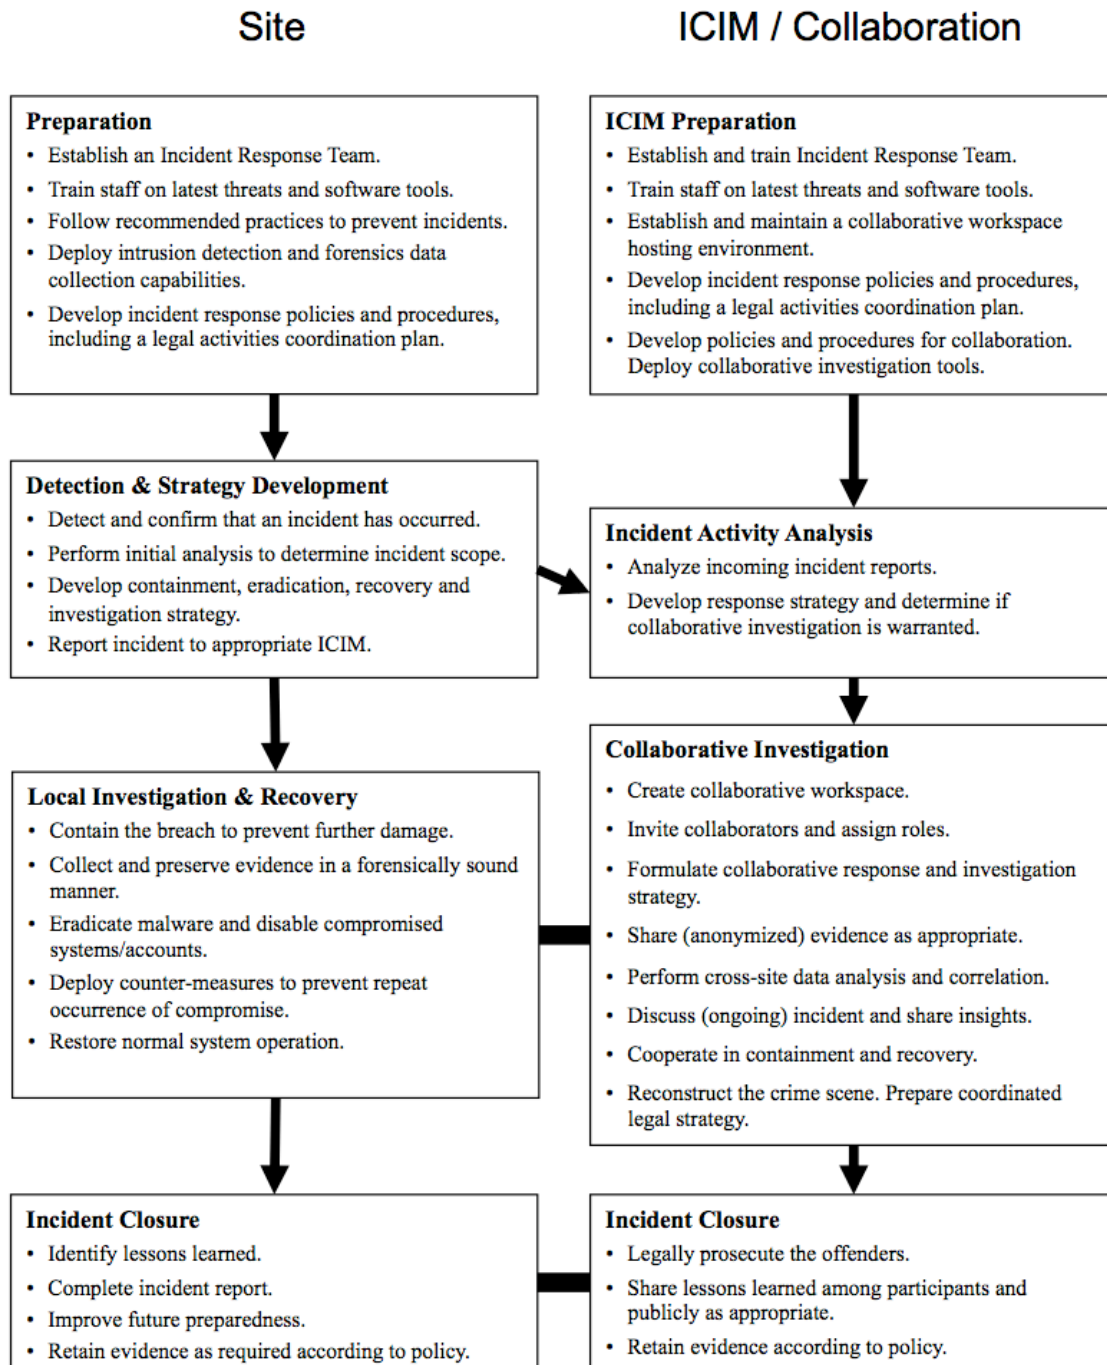 Site
Preparation
• Establish an Incident Response Team.
• Train staff on latest threats and software tools.
• Follow recommended practices to prevent incidents.
• Deploy intrusion detection and forensics data
collection capabilities.
• Develop incident response policies and procedures,
including a legal activities coordination plan.
Detection & Strategy Development
• Detect and confirm that an incident has occurred.
• Perform initial analysis to determine incident scope.
• Develop containment, eradication, recovery and
investigation strategy.
• Report incident to appropriate ICIM.
Local Investigation & Recovery
• Contain the breach to prevent further damage.
• Collect and preserve evidence in a forensically sound
manner.
• Eradicate malware and disable compromised
systems/accounts.
• Deploy counter-measures to prevent repeat
occurrence of compromise.
• Restore normal system operation.
Incident Closure
• Identify lessons learned.
• Complete incident report.
• Improve future preparedness.
• Retain evidence as required according to policy.
ICIM / Collaboration
ICIM Preparation
• Establish and train Incident Response Team.
• Train staff on latest threats and software tools.
• Establish and maintain a collaborative workspace
hosting environment.
• Develop incident response policies and procedures,
including a legal activities coordination plan.
• Develop policies and procedures for collaboration.
Deploy collaborative investigation tools.
Incident Activity Analysis
• Analyze incoming incident reports.
• Develop response strategy and determine if
collaborative investigation is warranted.
Collaborative Investigation
• Create collaborative workspace.
• Invite collaborators and assign roles.
• Formulate collaborative response and investigation
strategy.
• Share (anonymized) evidence as appropriate.
• Perform cross-site data analysis and correlation.
• Discuss (ongoing) incident and share insights.
• Cooperate in containment and recovery.
• Reconstruct the crime scene. Prepare coordinated
legal strategy.
Incident Closure
• Legally prosecute the offenders.
• Share lessons learned among participants and
publicly as appropriate.
• Retain evidence according to policy.